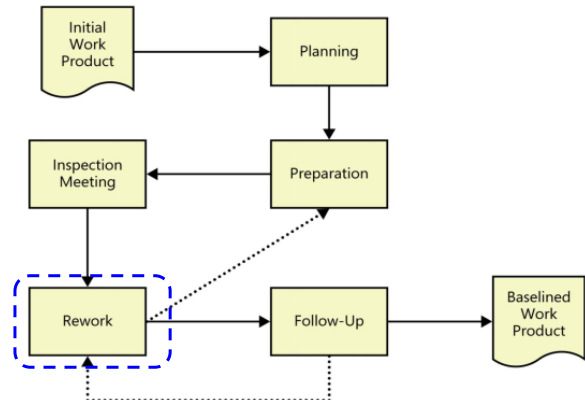 Initial
Work
Product
Planning
Inspection
Meeting
Preparation
Rework
Follow-Up
Baselined
Work
Product